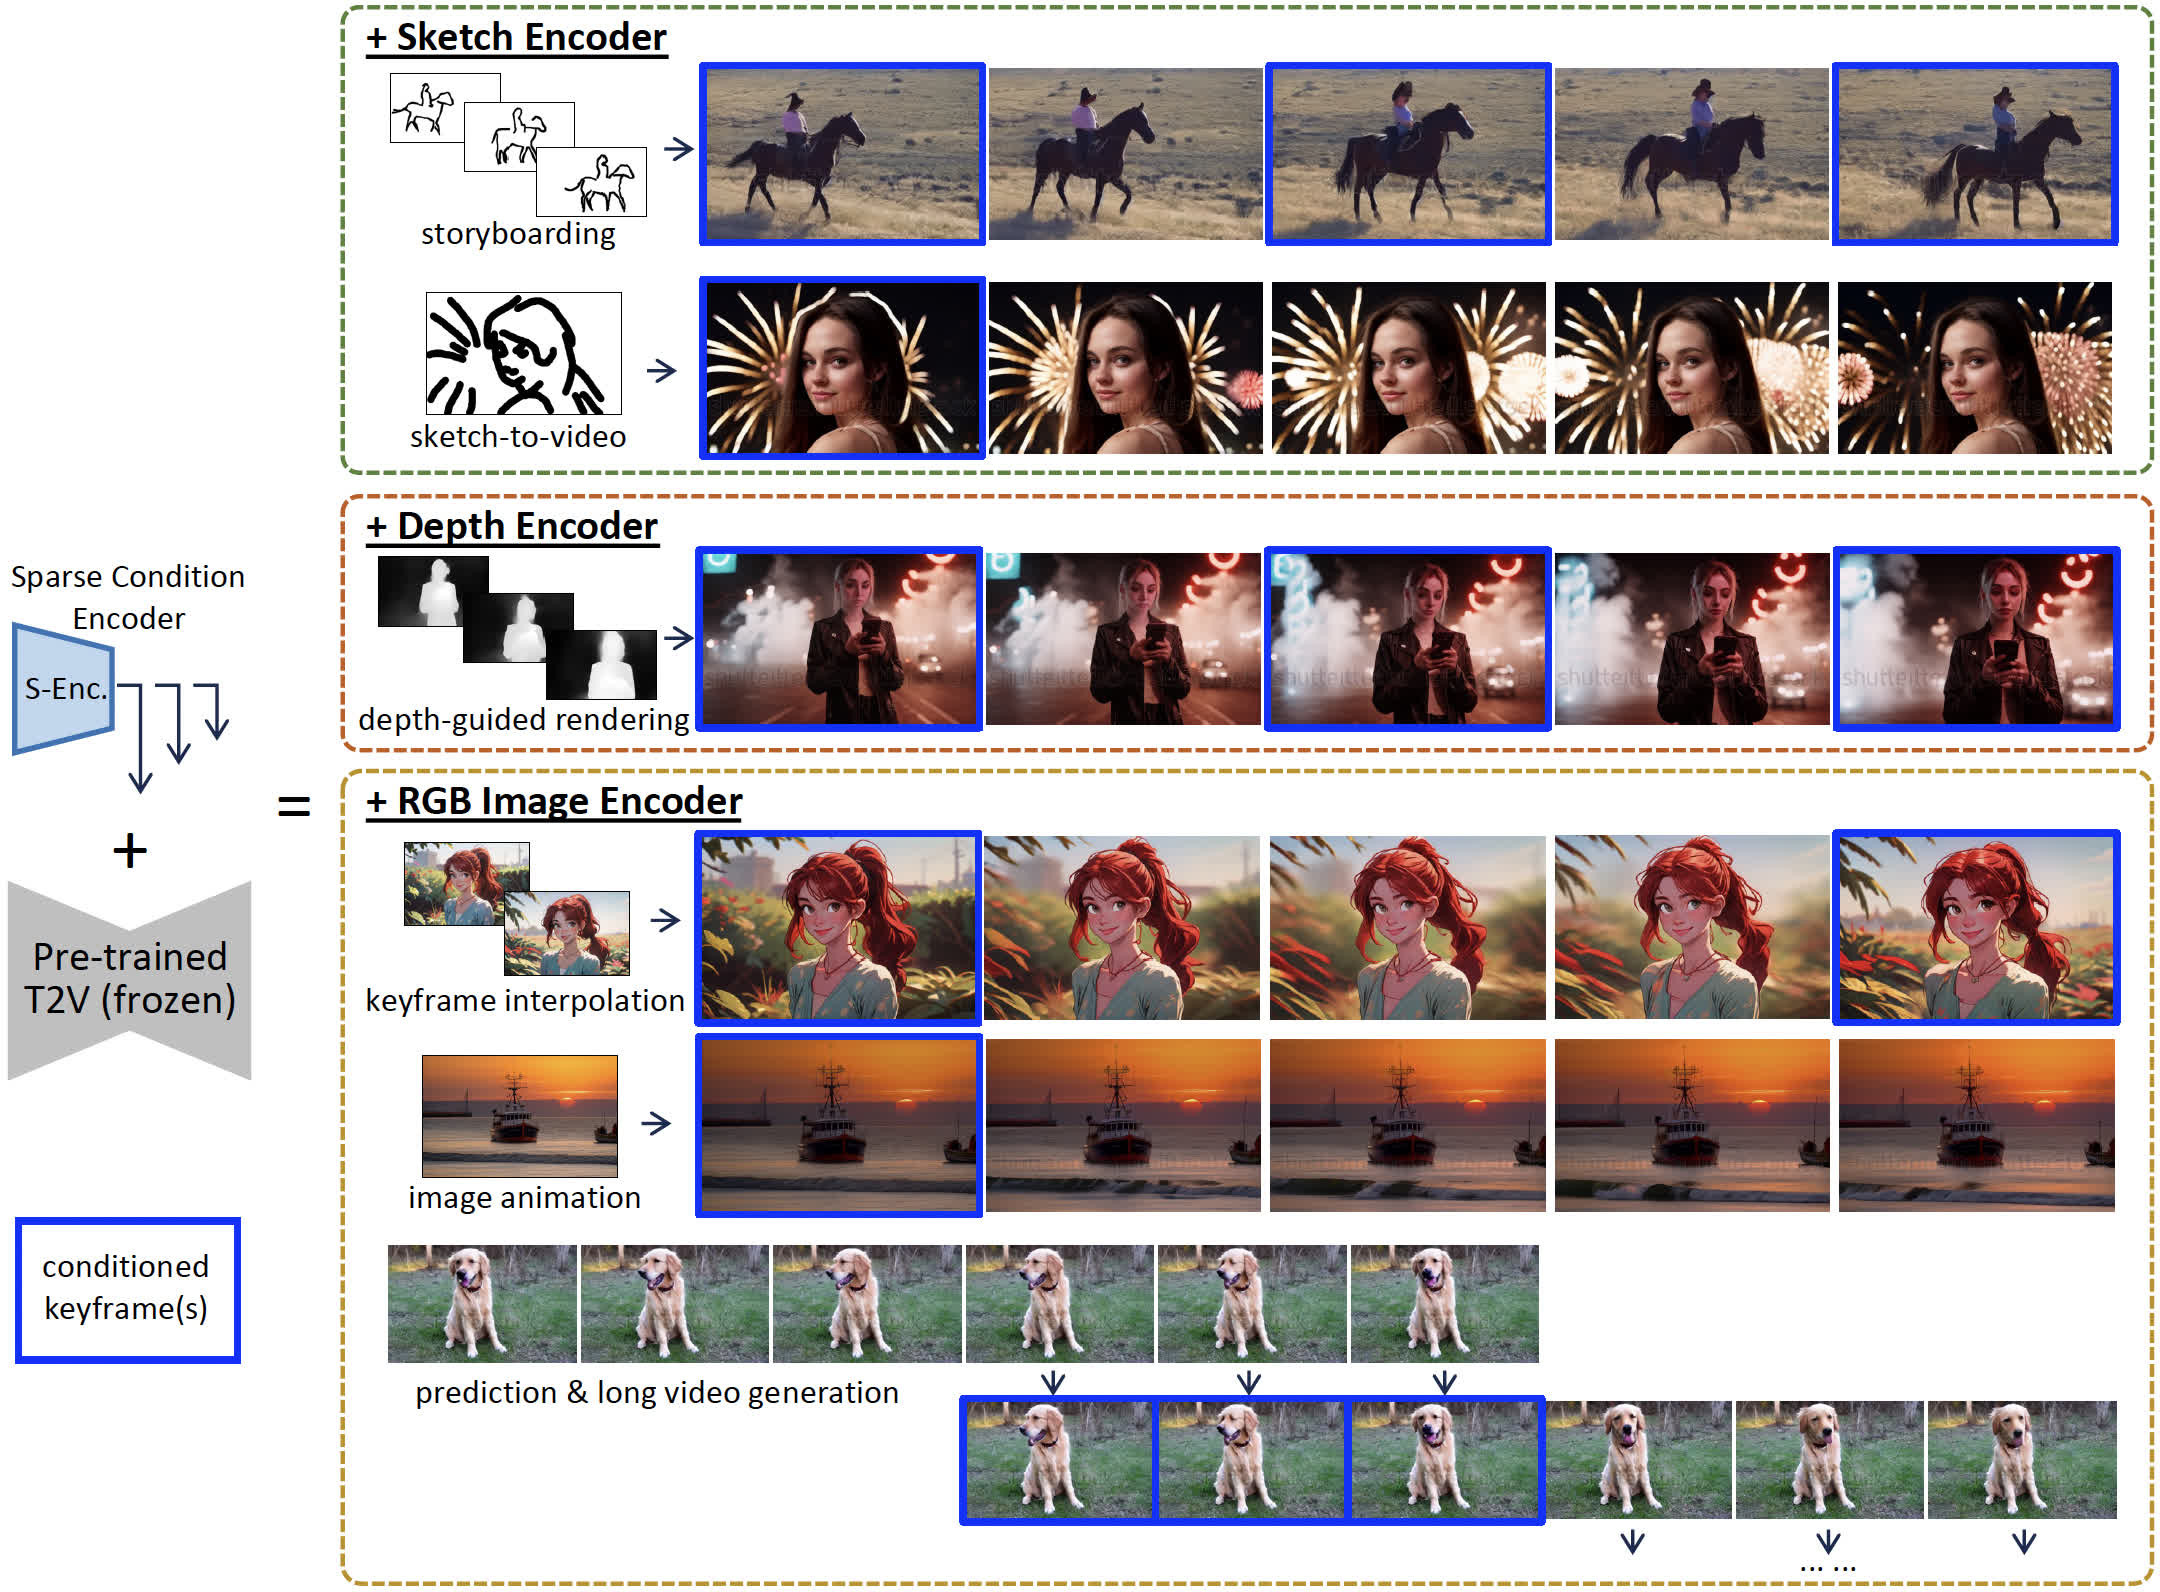 + Sketch Encoder
storyboarding
sketch-to-video
+ Depth Encoder
depth-guided rendering
Sparse Condition
Encoder
S-Enc.
+
Pre-trained
T2V (frozen)
=
conditioned
keyframe(s)
+ RGB Image Encoder
keyframe interpolation
image animation
prediction & long video generation
... ...